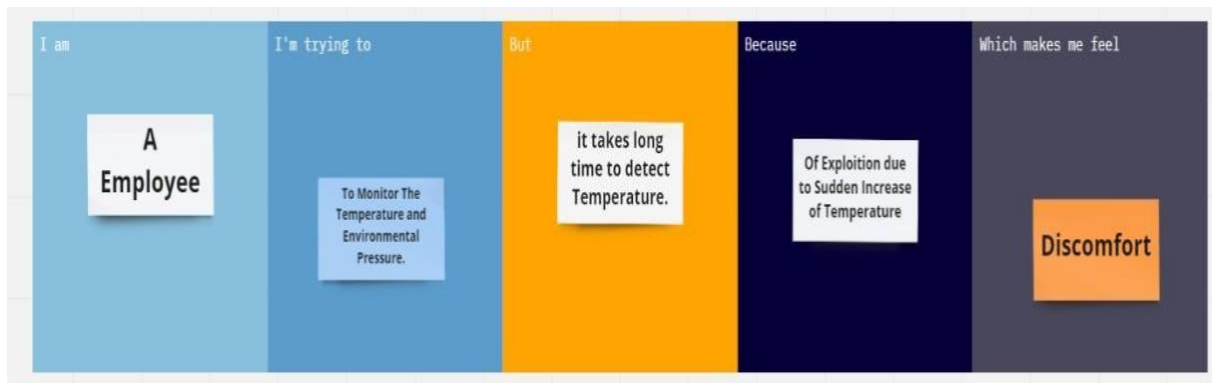 I am
A
Employee
I'm trying to
To Monitor The
Temperature and
Environmental
Pressure.
But
it takes long
time to detect
Temperature.
Because
Of Exploition due
to Sudden Increase
of Temperature
Which makes me feel
Discomfort